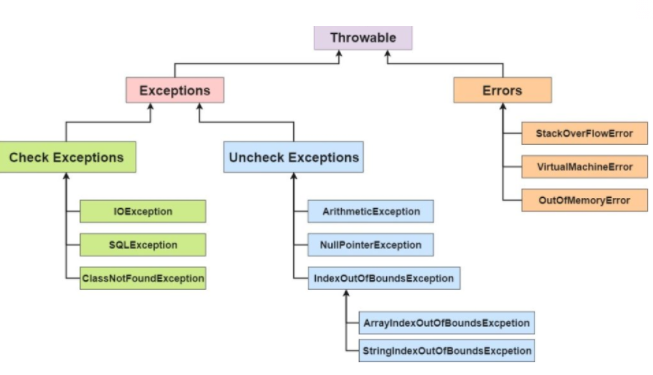 Throwable
Exceptions
Errors
StackOverFlowError
Check Exceptions
Uncheck Exceptions
VirtualMachineError
OutOfMemoryError
IOException
ArithmeticException
SQLException
NullPointerException
ClassNotFoundException
IndexOutOfBoundsException
ArrayIndexOutOfBoundsExcpetion
StringIndexOutOfBoundsExcpetion